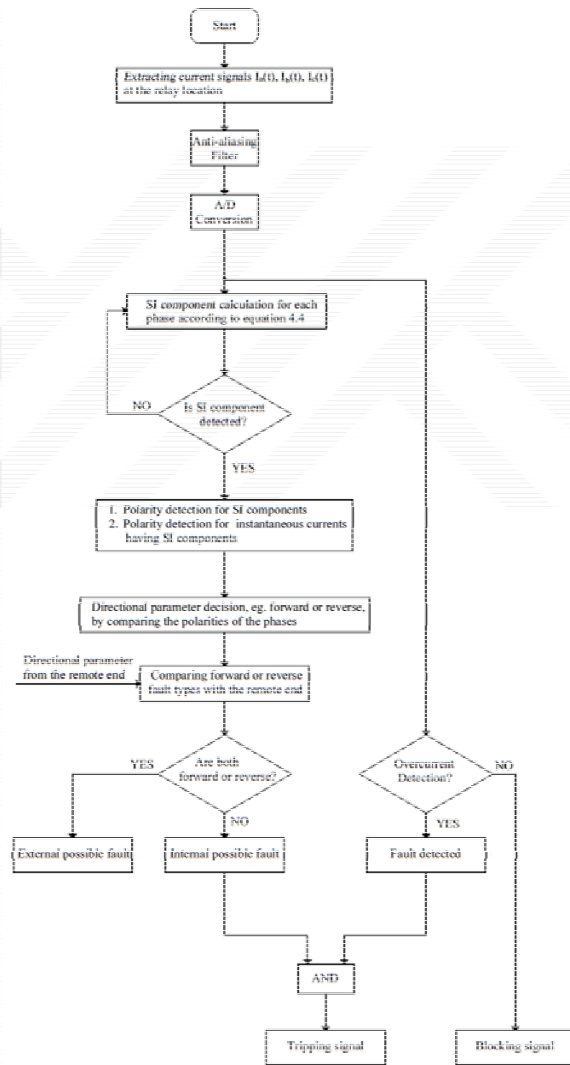 Start
Extracting current signals Iₐ(t), I_b(t), I_c(t)
at the relay location
Anti-aliasing
Filter
A/D
Conversion
SI component calculation for each
phase according to equation 4.4
Is SI component
detected?
NO
YES
1. Polarity detection for SI components
2. Polarity detection for instantaneous currents
having SI components
Directional parameter decision, eg. forward or reverse,
by comparing the polarities of the phases
Directional parameter
from the remote end
Comparing forward or reverse
fault types with the remote end
Are both
forward or reverse?
YES
NO
Overcurrent
Detection?
NO
YES
External possible fault
Internal possible fault
Fault detected
AND
Tripping signal
Blocking signal